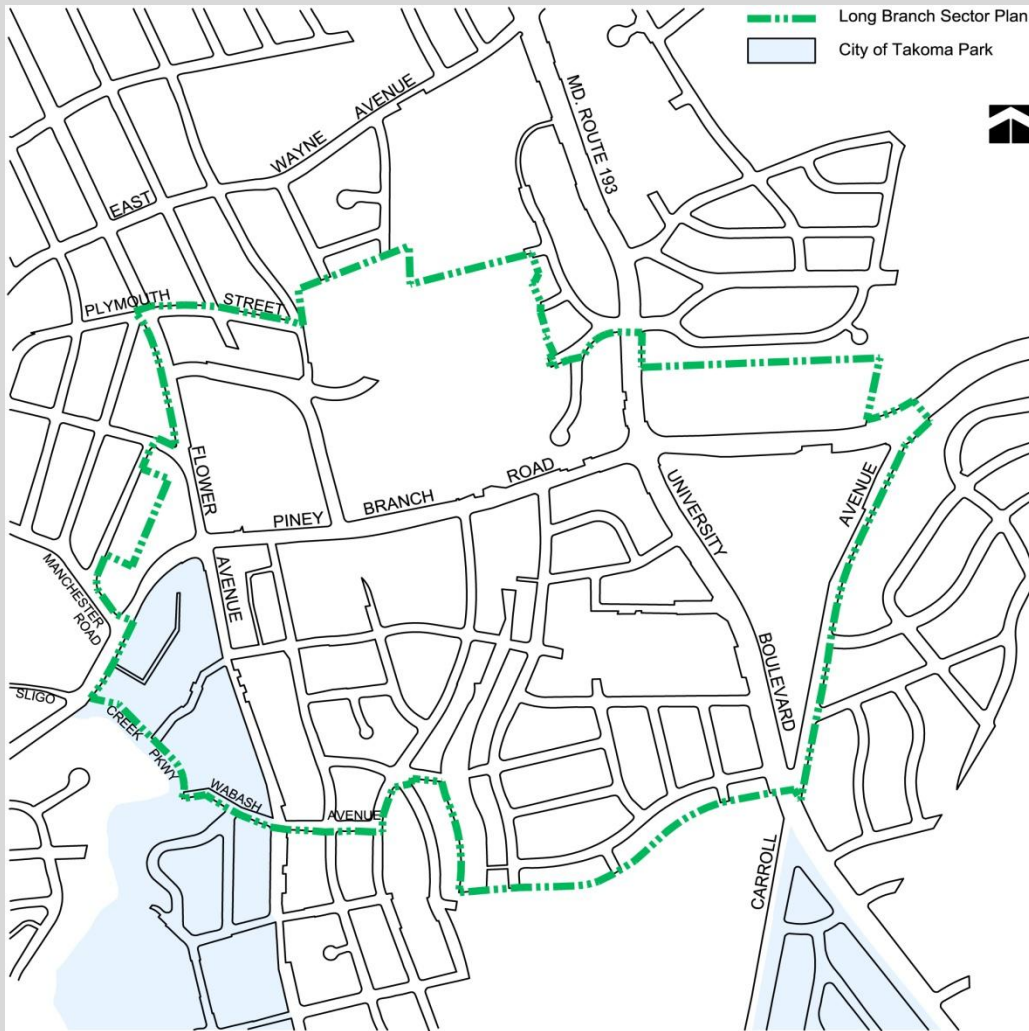 Long Branch Sector Plan
City of Takoma Park
MD. ROUTE 193
EAST
WAYNE
AVENUE
PLYMOUTH
STREET
FLOWER
AVENUE
PINEY
BRANCH
ROAD
UNIVERSITY
BOULEVARD
AVENUE
MANCHESTER
ROAD
SLIGO
CREEK
PKWY
WABASH
AVENUE
CARROLL